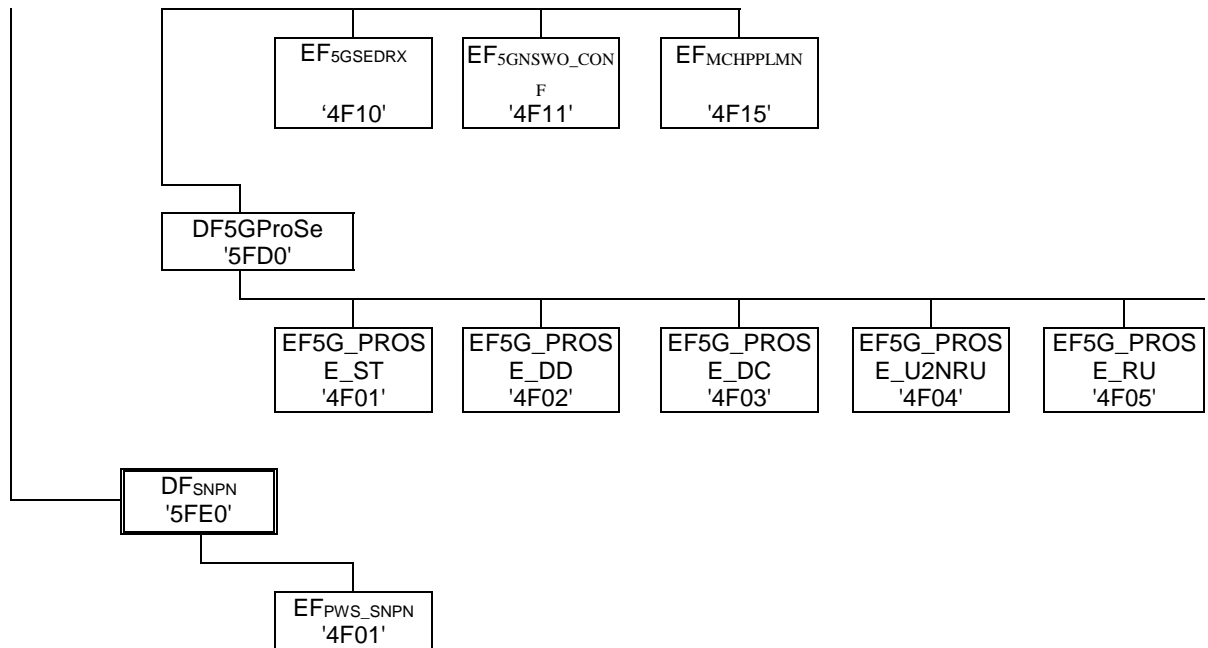 EF5GSEDRX
‘4F10'
EF5GNSWO_CON
F
'4F11'
EFMCHPPLMN
'4F15'
DF5GProSe
'5FD0'
EF5G_PROS
E_ST
'4F01'
EF5G_PROS
E_DD
'4F02'
EF5G_PROS
E_DC
'4F03'
EF5G_PROS
E_U2NRU
'4F04'
EF5G_PROS
E_RU
'4F05'
DFSNPN
'5FE0'
EFPWS_SNPN
'4F01'